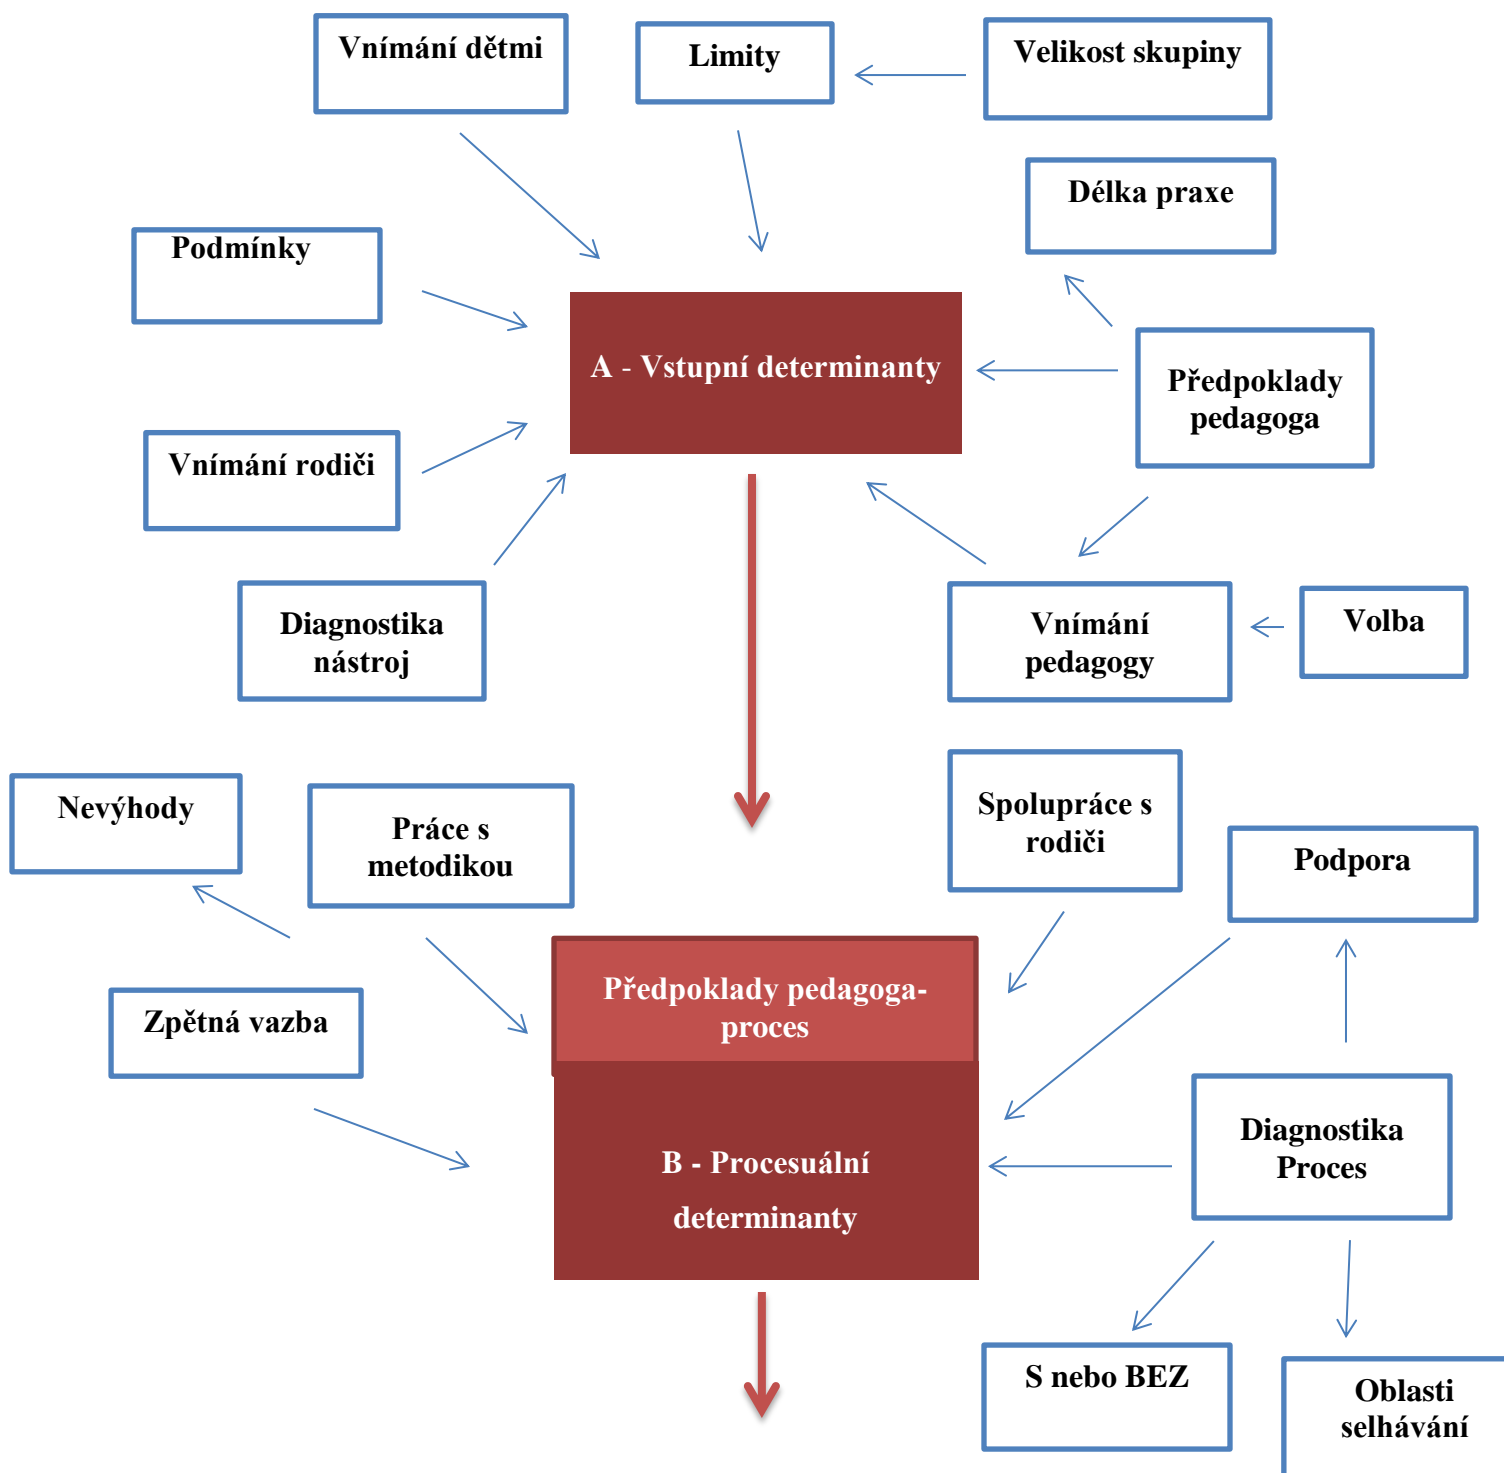 Vnímání dětmi
Limity
Velikost skupiny
Délka praxe
Podmínky
A - Vstupní determinanty
Předpoklady
pedagoga
Vnímání rodiči
Diagnostika
nástroj
Vnímání
pedagogy
Volba
Nevýhody
Práce s
metodikou
Spolupráce s
rodiči
Podpora
Předpoklady pedagoga-
proces
Zpětná vazba
B - Procesuální
determinanty
Diagnostika
Proces
S nebo BEZ
Oblasti
selhávání